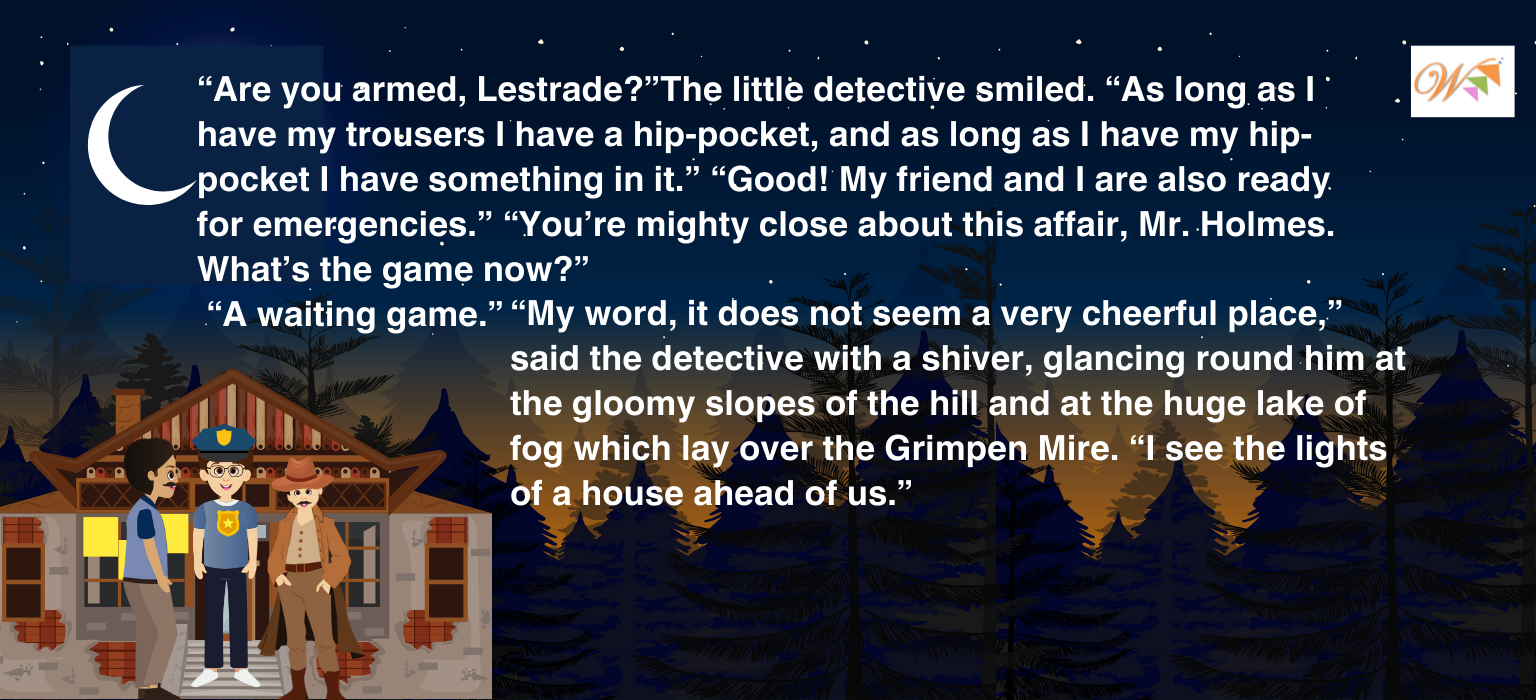 “Are you armed, Lestrade?”The little detective smiled. “As long as I
have my trousers I have a hip-pocket, and as long as I have my hip-
pocket I have something in it.” “Good! My friend and I are also ready
for emergencies.” “You’re mighty close about this affair, Mr. Holmes.
What’s the game now?”
“A waiting game.” “My word, it does not seem a very cheerful place,”
said the detective with a shiver, glancing round him at
the gloomy slopes of the hill and at the huge lake of
fog which lay over the Grimpen Mire. “I see the lights
of a house ahead of us.”
W